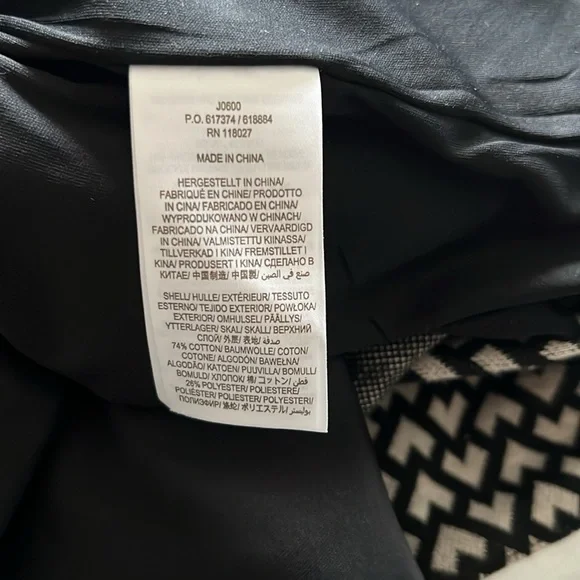 J0600
P.O. 617374 / 618884
RN 118027
MADE IN CHINA
HERGESTELLT IN CHINA/
FABRIQUÉ EN CHINE/ PRODOTTO
IN CINA/ FABRICADO EN CHINA/
WYPRODUKOWANO W CHINACH/
FABRICADO NA CHINA/ VERVAARDIGD
IN CHINA/ VALMISTETTU KIINASSA/
TILLVERKAD I KINA/ FREMSTILLET I
KINA/ PRODUSERT I KINA/ СДЕЛАНО В
КИТАЕ/ 中国制造/ 中国製/ صنع في الصين
SHELL/ HULLE/ EXTÉRIEUR/ TESSUTO
ESTERNO/ TEJIDO EXTERIOR/ POWŁOKA/
EXTERIOR/ OMHULSEL/ PÄÄLLYS/
YTTERLAGER/ SKAL/ SKALL/ ВЕРХНИЙ
СЛОЙ/ 外层/ 表地/ صدفة
74% COTTON/ BAUMWOLLE/ COTON/
COTONE/ ALGODÓN/ BAWEŁNA/
ALGODÃO/ KATOEN/ PUUVILLA/ BOMULL/
BOMULD/ ХЛОПОК/ 棉/ コットン/ قطن
26% POLYESTER/ POLIESTERE/
POLIÉSTER/ POLIESTER/ POLYESTERI/
ПОЛИЭФИР/ 涤纶/ ポリエステル/ بوليستر